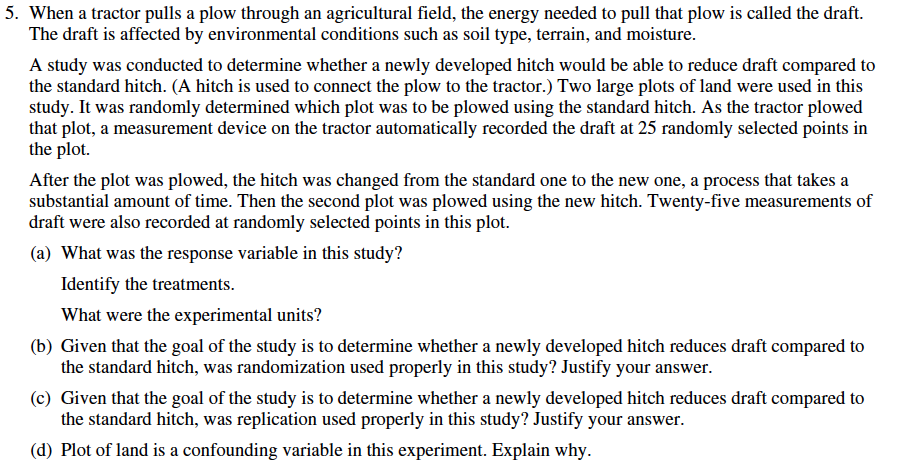 5. When a tractor pulls a plow through an agricultural field, the energy needed to pull that plow is called the draft.
The draft is affected by environmental conditions such as soil type, terrain, and moisture.
A study was conducted to determine whether a newly developed hitch would be able to reduce draft compared to
the standard hitch. (A hitch is used to connect the plow to the tractor.) Two large plots of land were used in this
study. It was randomly determined which plot was to be plowed using the standard hitch. As the tractor plowed
that plot, a measurement device on the tractor automatically recorded the draft at 25 randomly selected points in
the plot.
After the plot was plowed, the hitch was changed from the standard one to the new one, a process that takes a
substantial amount of time. Then the second plot was plowed using the new hitch. Twenty-five measurements of
draft were also recorded at randomly selected points in this plot.
(a) What was the response variable in this study?
Identify the treatments.
What were the experimental units?
(b) Given that the goal of the study is to determine whether a newly developed hitch reduces draft compared to
the standard hitch, was randomization used properly in this study? Justify your answer.
(c) Given that the goal of the study is to determine whether a newly developed hitch reduces draft compared to
the standard hitch, was replication used properly in this study? Justify your answer.
(d) Plot of land is a confounding variable in this experiment. Explain why.